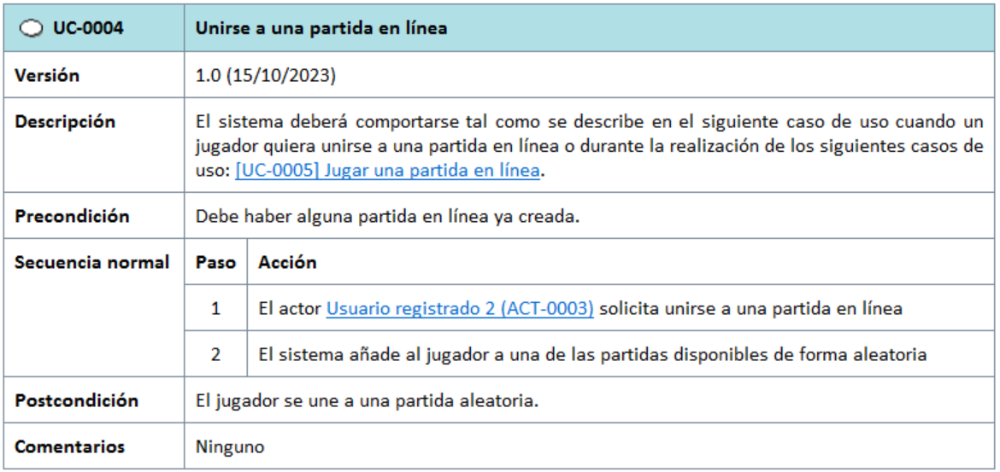 UC-0004 Unirse a una partida en línea
Versión 1.0 (15/10/2023)
Descripción El sistema deberá comportarse tal como se describe en el siguiente caso de uso cuando un
jugador quiera unirse a una partida en línea o durante la realización de los siguientes casos de
uso: [UC-0005] Jugar una partida en línea.
Precondición Debe haber alguna partida en línea ya creada.
Secuencia normal Paso Acción
1 El actor Usuario registrado 2 (ACT-0003) solicita unirse a una partida en línea
2 El sistema añade al jugador a una de las partidas disponibles de forma aleatoria
Postcondición El jugador se une a una partida aleatoria.
Comentarios Ninguno